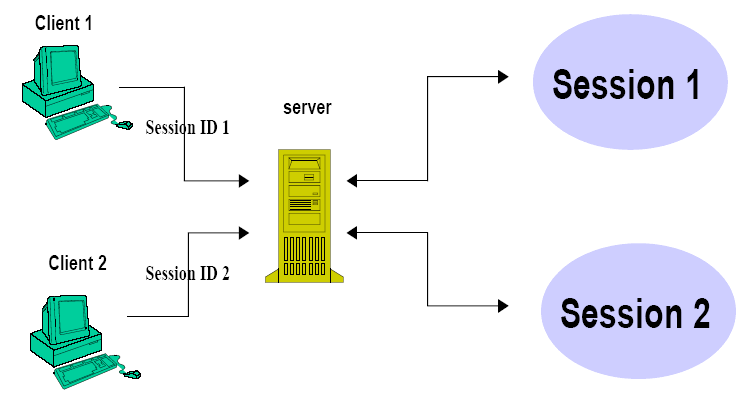 Client 1
Session ID 1
server
Session 1
Client 2
Session ID 2
Session 2